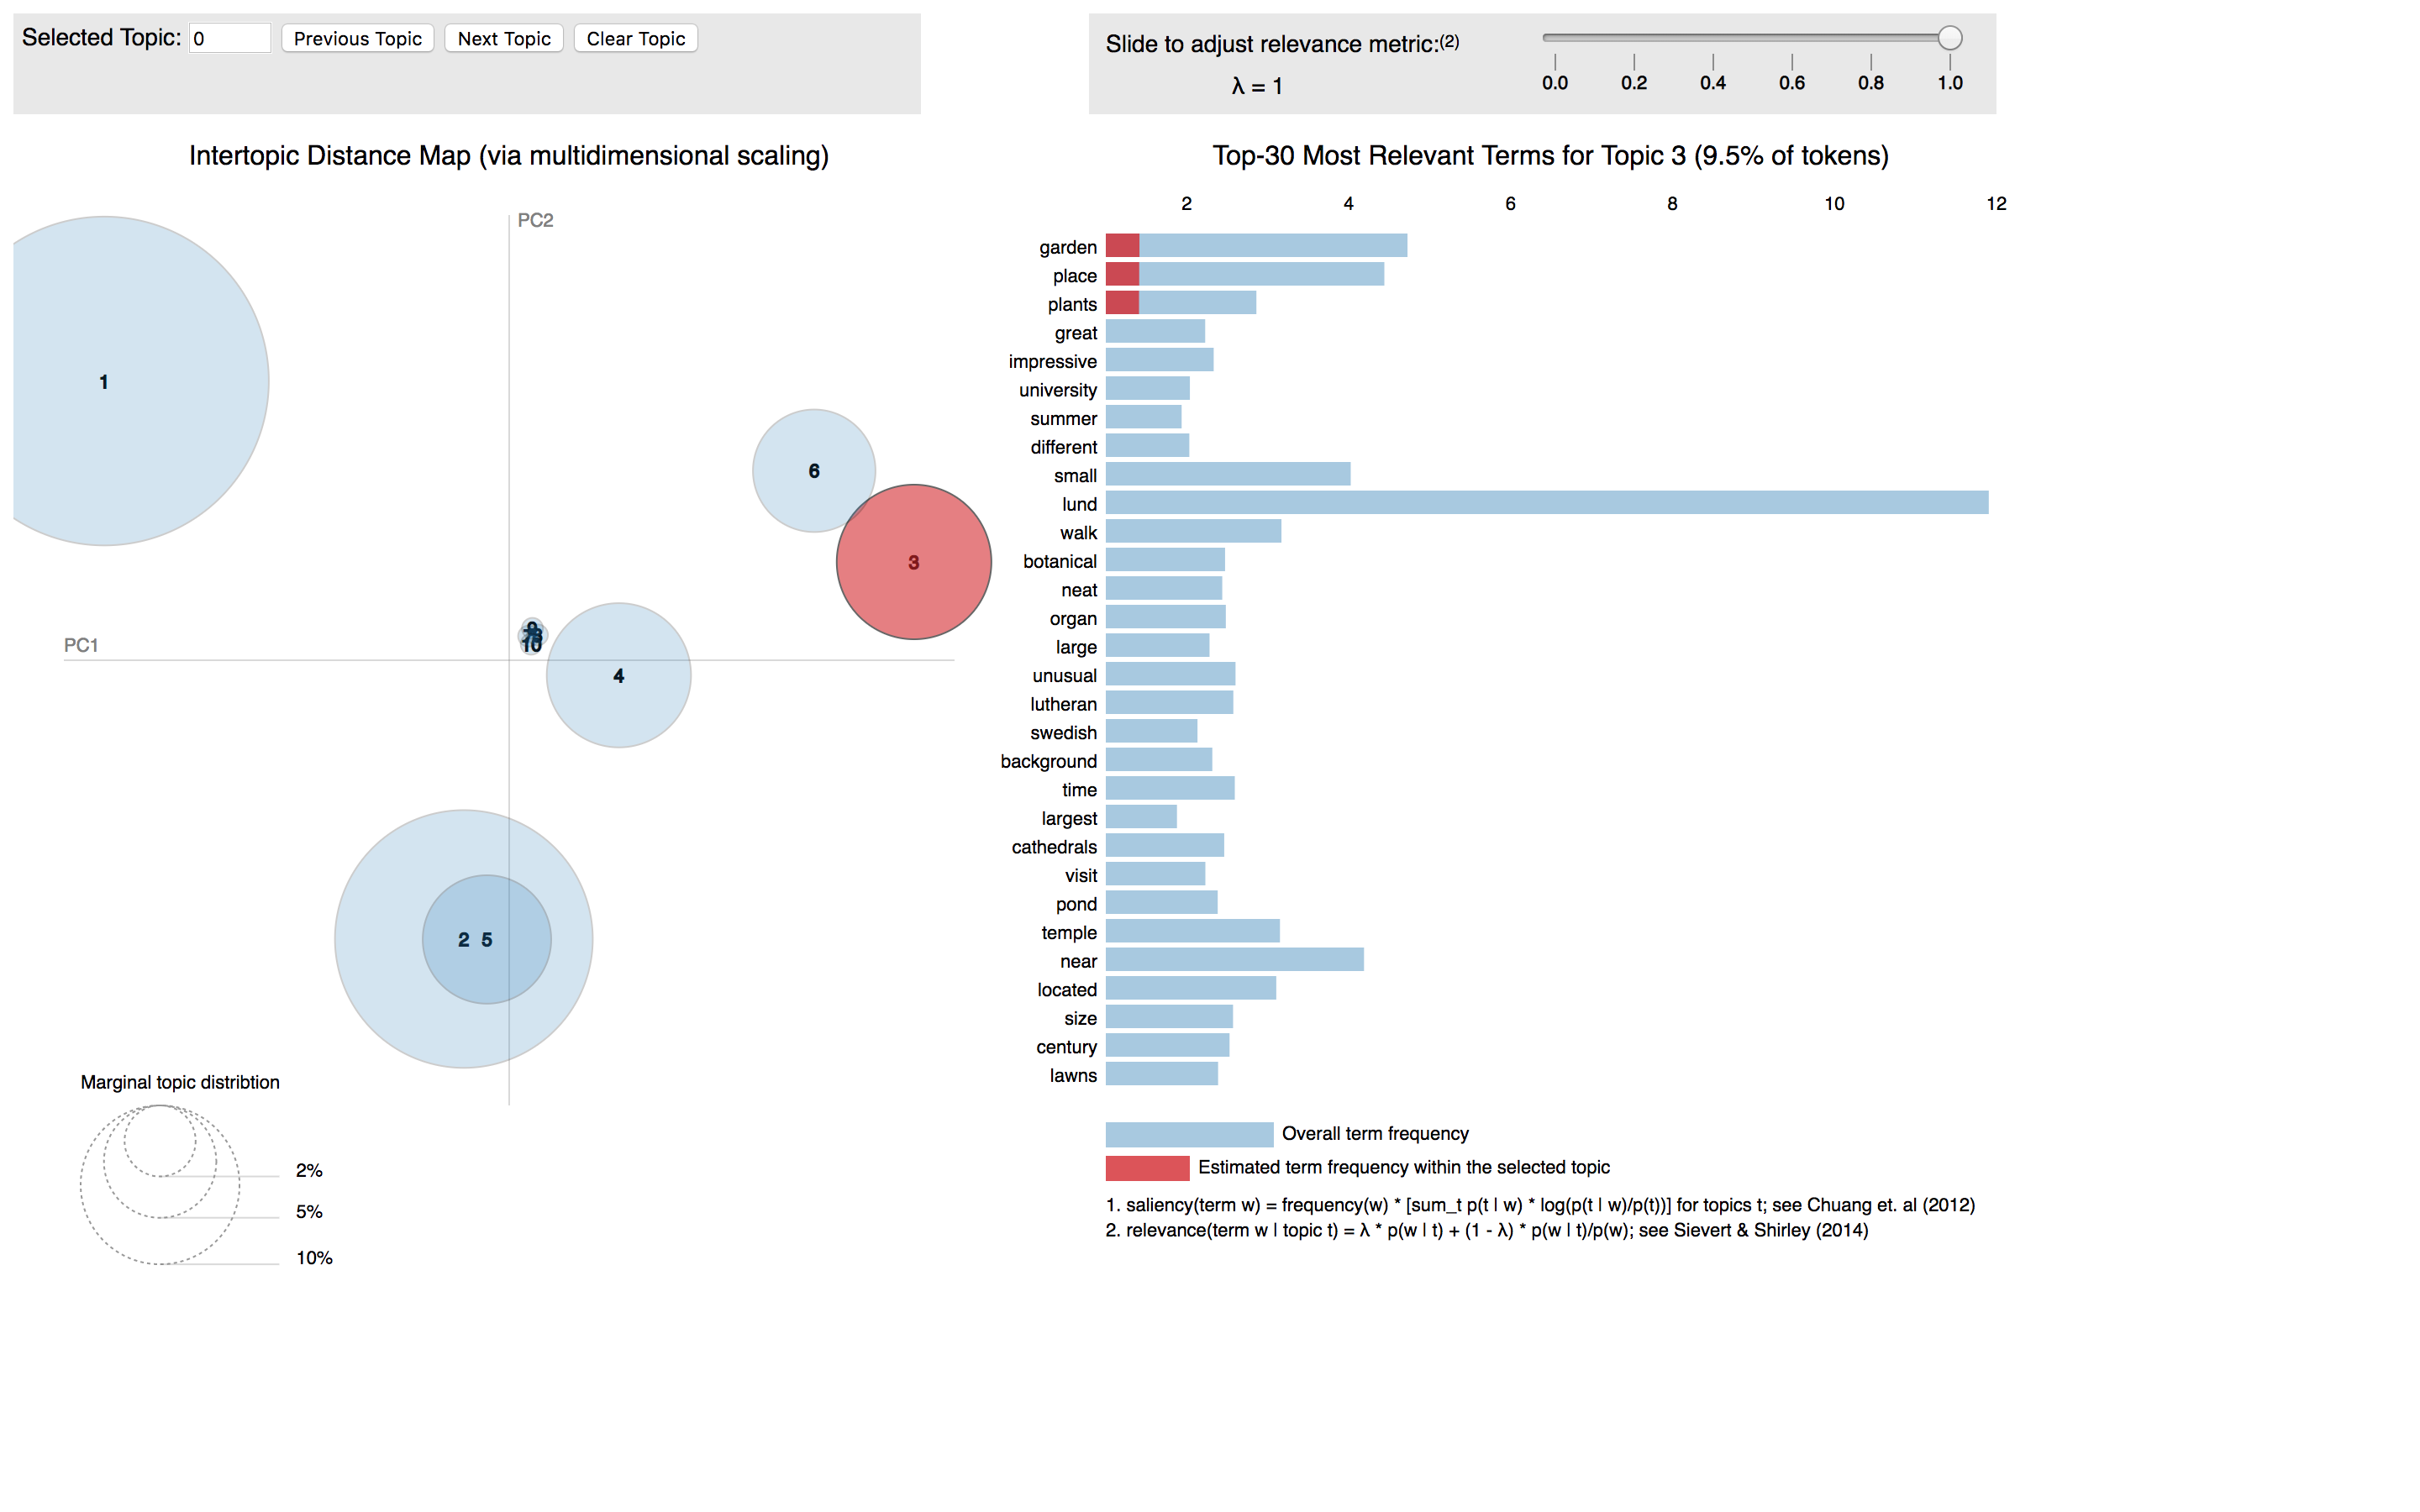 Selected Topic: 0 Previous Topic Next Topic Clear Topic
Slide to adjust relevance metric:(2)
λ = 1
0.0 0.2 0.4 0.6 0.8 1.0
Intertopic Distance Map (via multidimensional scaling)
PC2
PC1
1
6
3
4
10
2 5
Marginal topic distribtion
2%
5%
10%
Top-30 Most Relevant Terms for Topic 3 (9.5% of tokens)
2 4 6 8 10 12
garden
place
plants
great
impressive
university
summer
different
small
lund
walk
botanical
neat
organ
large
unusual
lutheran
swedish
background
time
largest
cathedrals
visit
pond
temple
near
located
size
century
lawns
Overall term frequency
Estimated term frequency within the selected topic
1. saliency(term w) = frequency(w) * [sum_t p(t | w) * log(p(t | w)/p(t))] for topics t; see Chuang et. al (2012)
2. relevance(term w | topic t) = λ * p(w | t) + (1 - λ) * p(w | t)/p(w); see Sievert & Shirley (2014)